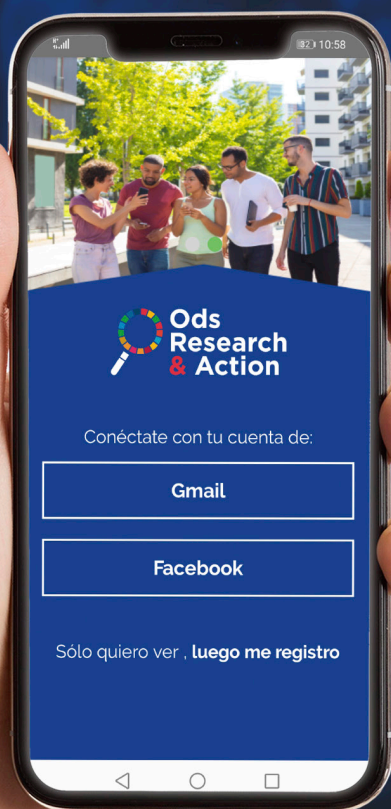 10:58
Ods
Research
& Action
Conéctate con tu cuenta de:
Gmail
Facebook
Sólo quiero ver , luego me registro